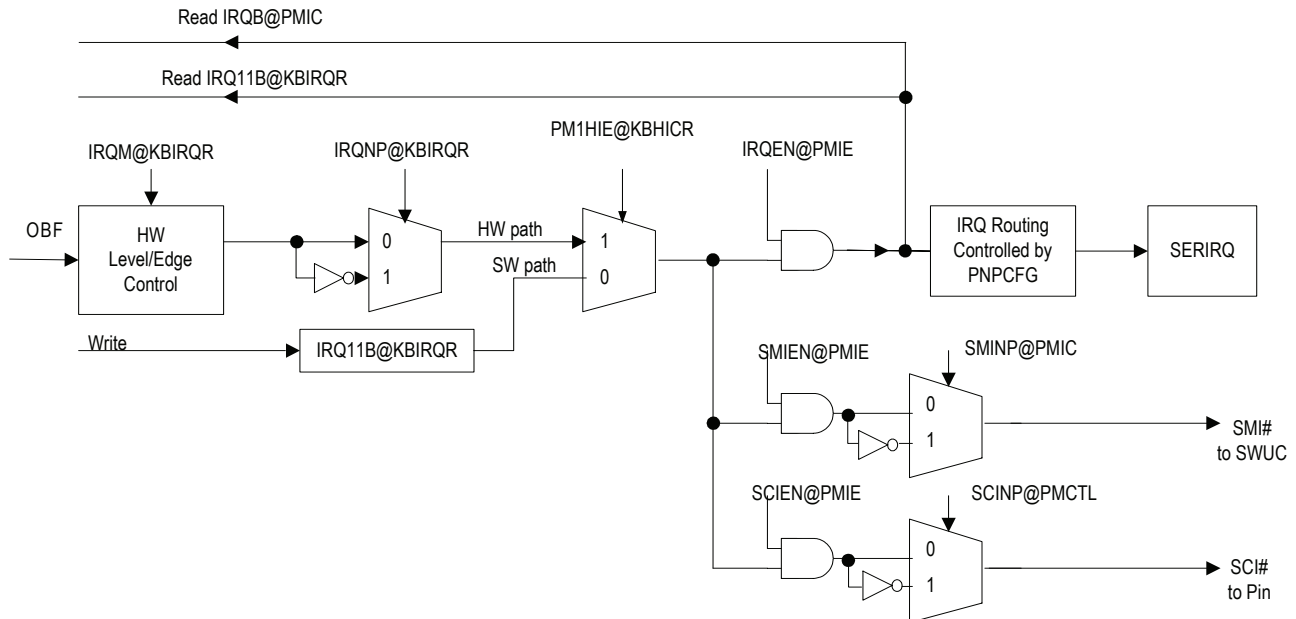 Read IRQB@PMIC
Read IRQ11B@KBIRQR
PM1HIE@KBHICR
IRQM@KBIRQR
IRQNP@KBIRQR
IRQEN@PMIE
OBF
HW
Level/Edge
Control
0
1
HW path
SW path
1
0
IRQ Routing
Controlled by
PNPCFG
SERIRQ
Write
IRQ11B@KBIRQR
SMIEN@PMIE
SMINP@PMIC
0
1
SMI#
to SWUC
SCIEN@PMIE
SCINP@PMCTL
0
1
SCI#
to Pin